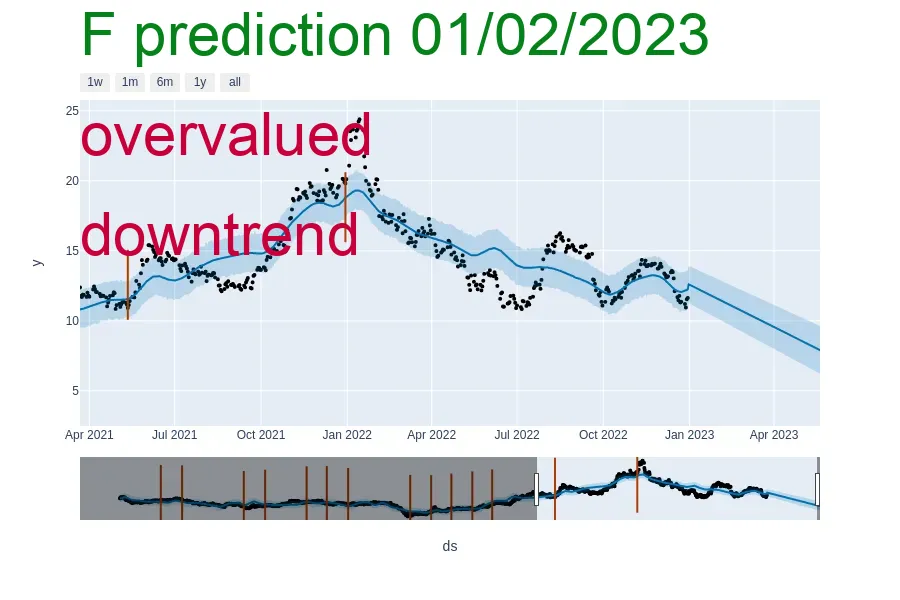 F prediction 01/02/2023
1w 1m 6m 1y all
overvalued
downtrend
25
20
15
10
5
y
Apr 2021 Jul 2021 Oct 2021 Jan 2022 Apr 2022 Jul 2022 Oct 2022 Jan 2023 Apr 2023
ds